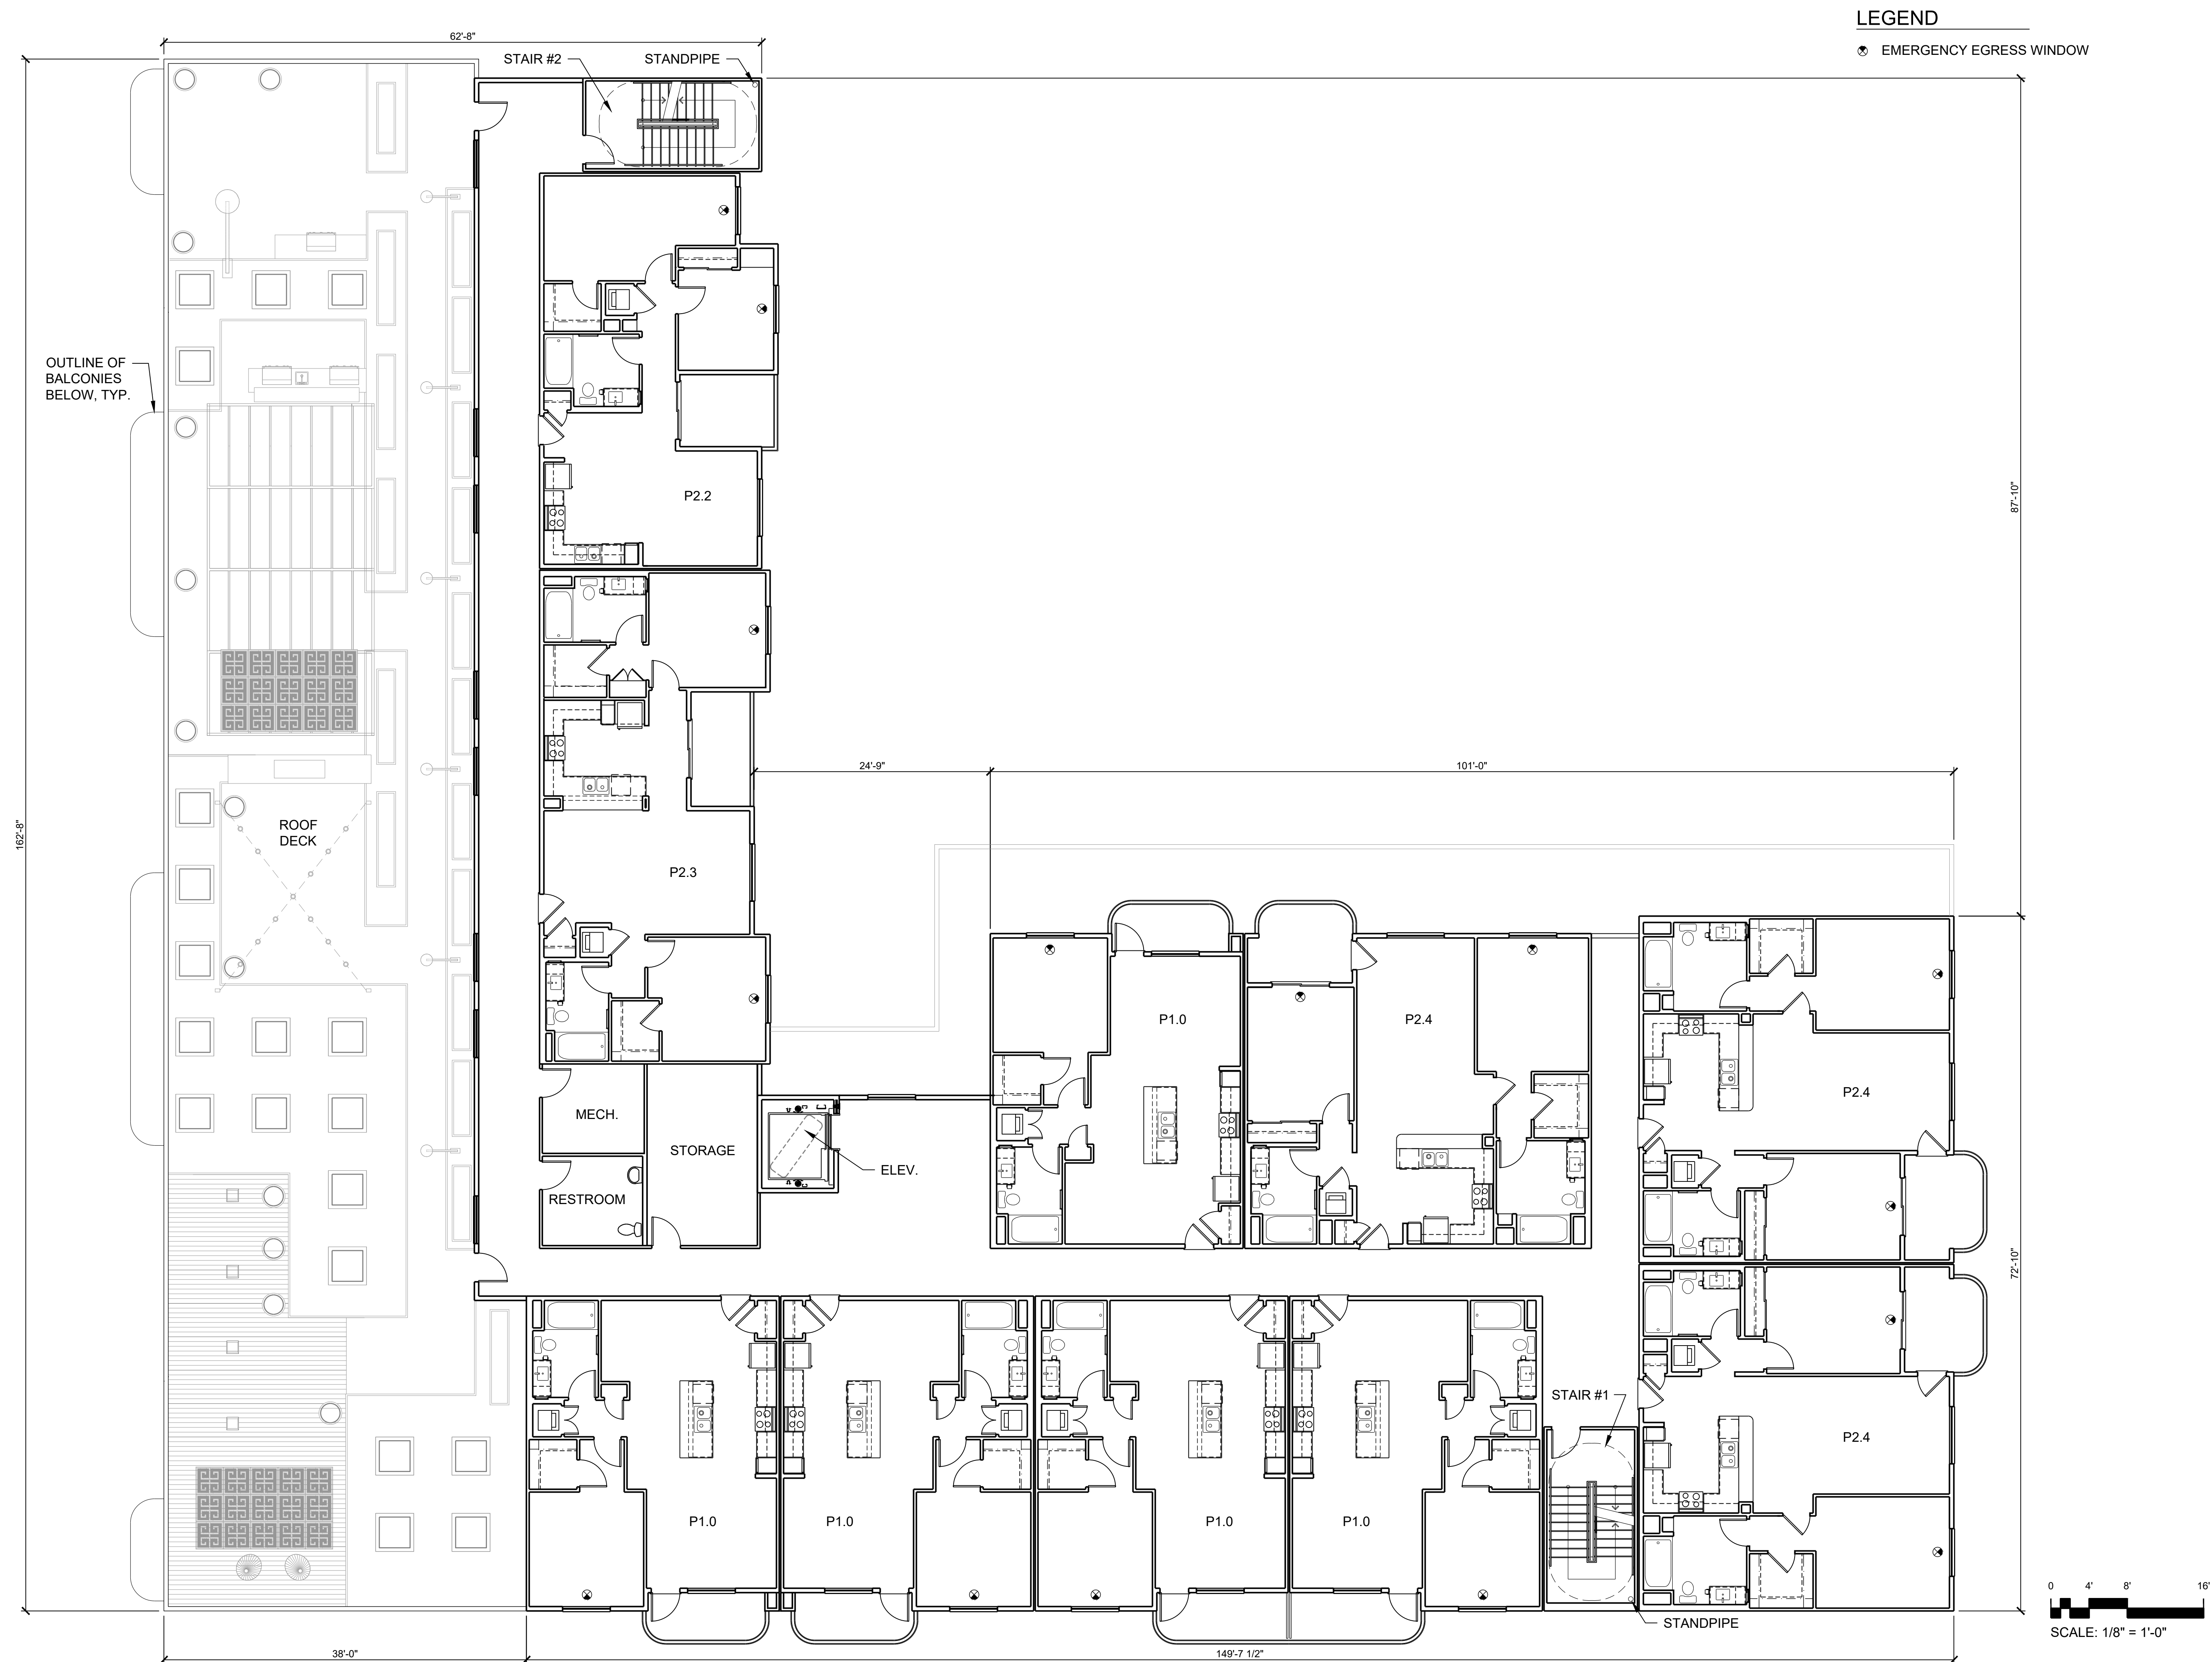 LEGEND
EMERGENCY EGRESS WINDOW
62'-8"
STAIR #2
STANDPIPE
OUTLINE OF
BALCONIES
BELOW, TYP.
P2.2
87'-10"
24'-9"
101'-0"
162'-8"
ROOF
DECK
P2.3
P1.0
P2.4
P2.4
MECH.
STORAGE
ELEV.
RESTROOM
72'-10"
STAIR #1
P2.4
P1.0
P1.0
P1.0
P1.0
0 4' 8' 16'
STANDPIPE
SCALE: 1/8" = 1'-0"
38'-0"
149'-7 1/2"